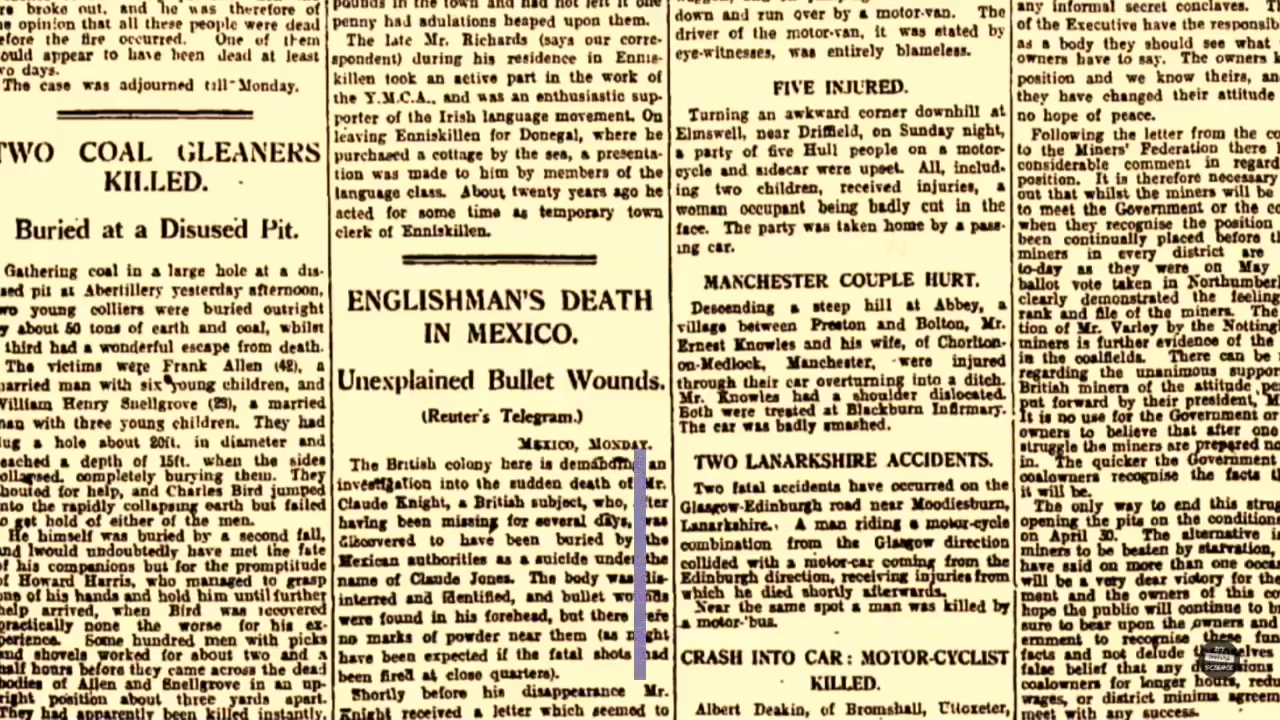 broke out, and he was therefore
opinion that all these people were dead
before the fire occurred. One of them
would appear to have been dead at least
two days.
The case was adjourned till Monday.
TWO COAL GLEANERS
KILLED.
Buried at a Disused Pit.
Gathering coal in a large hole at a dis-
used pit at Abertillery yesterday afternoon,
two young colliers were buried outright
by about 50 tons of earth and coal, whilst
third had a wonderful escape from death.
The victims were Frank Allen (42), a
married man with six young children, and
William Henry Snellgrove (28), a married
man with three young children. They had
dug a hole about 20ft. in diameter and
reached a depth of 15ft. when the sides
collapsed, completely burying them. They
shouted for help, and Charles Bird jumped
into the rapidly collapsing earth but failed
to get hold of either of the men.
He himself was buried by a second fall,
and would undoubtedly have met the fate
of his companions but for the promptitude
of Howard Harris, who managed to grasp
one of his hands and hold him until further
help arrived, when Bird was recovered
practically none the worse for his ex-
perience. Some hundred men with picks
and shovels worked for about two and a
half hours before they came across the dead
bodies of Allen and Snellgrove in an up-
right position about three yards apart.
They had apparently been killed instantly.
pounds in the town and had not left it one
penny had adulations heaped upon them.
The late Mr. Richards (says our corre-
spondent) during his residence in Ennis-
killen took an active part in the work of
the Y.M.C.A., and was an enthusiastic sup-
porter of the Irish language movement. On
leaving Enniskillen for Donegal, where he
purchased a cottage by the sea, a presenta-
tion was made to him by members of the
language class. About twenty years ago he
acted for some time as temporary town
clerk of Enniskillen.
ENGLISHMAN'S DEATH
IN MEXICO.
Unexplained Bullet Wounds.
(Reuter's Telegram.)
MEXICO, MONDAY.
The British colony here is demanding an
investigation into the sudden death of Mr.
Claude Knight, a British subject, who, after
having been missing for several days, was
discovered to have been buried by the
Mexican authorities as a suicide under the
name of Claude Jones. The body was dis-
interred and identified, and bullet wounds
were found in his forehead, but there were
no marks of powder near them (as might
have been expected if the fatal shots had
been fired at close quarters).
Shortly before his disappearance Mr.
Knight received a letter which seemed to
down and run over by a motor-van. The
driver of the motor-van, it was stated by
eye-witnesses, was entirely blameless.
FIVE INJURED.
Turning an awkward corner downhill at
Elmswell, near Driffield, on Sunday night,
a party of five Hull people on a motor-
cycle and sidecar were upset. All, includ-
ing two children, received injuries, a
woman occupant being badly cut in the
face. The party was taken home by a pass-
ing car.
MANCHESTER COUPLE HURT.
Descending a steep hill at Abbey, a
village between Preston and Bolton, Mr.
Ernest Knowles and his wife, of Chorlton-
on-Medlock, Manchester, were injured
through their car overturning into a ditch.
Mr. Knowles had a shoulder dislocated.
Both were treated at Blackburn Infirmary.
The car was badly smashed.
TWO LANARKSHIRE ACCIDENTS.
Two fatal accidents have occurred on the
Glasgow-Edinburgh road near Moodiesburn,
Lanarkshire. A man riding a motor-cycle
combination from the Glasgow direction
collided with a motor-car coming from the
Edinburgh direction, receiving injuries from
which he died shortly afterwards.
Near the same spot a man was killed by
a motor-'bus.
CRASH INTO CAR: MOTOR-CYCLIST
KILLED.
Albert Deakin, of Bromshall, Uttoxeter,
any informal secret conclaves.
of the Executive have the responsib
as a body they should see what
owners have to say. The owners k
position and we know theirs, an
they have changed their attitude
no hope of peace.
Following the letter from the co
to the Miners' Federation there
considerable comment in regard
position. It is therefore necessary
out that whilst the miners will be
to meet the Government or the co
when they recognise the position
been continually placed before t
miners in every district are
to-day as they were on May
ballot vote taken in Northumberl
clearly demonstrated the feeling
rank and file of the miners. The
tion of Mr. Varley by the Notting
miners is further evidence of the
in the coalfields. There can be
regarding the unanimous suppor
British miners of the attitude pe
put forward by their president, M
It is no use for the Government or
owners to believe that after one
struggle the miners are prepared no
in. The quicker the Government
coalowners recognise the facts t
it will be.
The only way to end this stru
opening the pits on the condition
on April 30. The alternative i
miners to be beaten by starvation,
have said on more than one occa
will be a very dear victory for the
ment and the owners of this co
hope the public will continue to b
sure to bear upon the owners and
ernment to recognise these fun
facts and not delude themselves
false belief that any discussions
coalowners for longer hours, redu
wages, or district minima agreem
meet with any success.